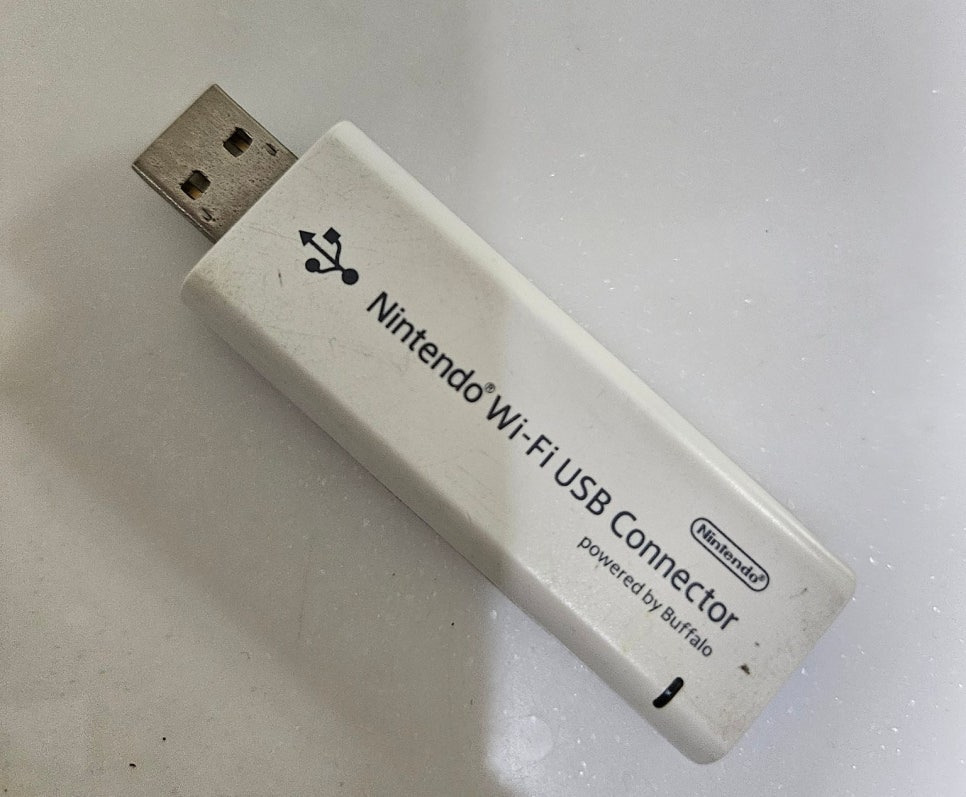 Nintendo® Wi-Fi USB Connector
powered by Buffalo
Nintendo®